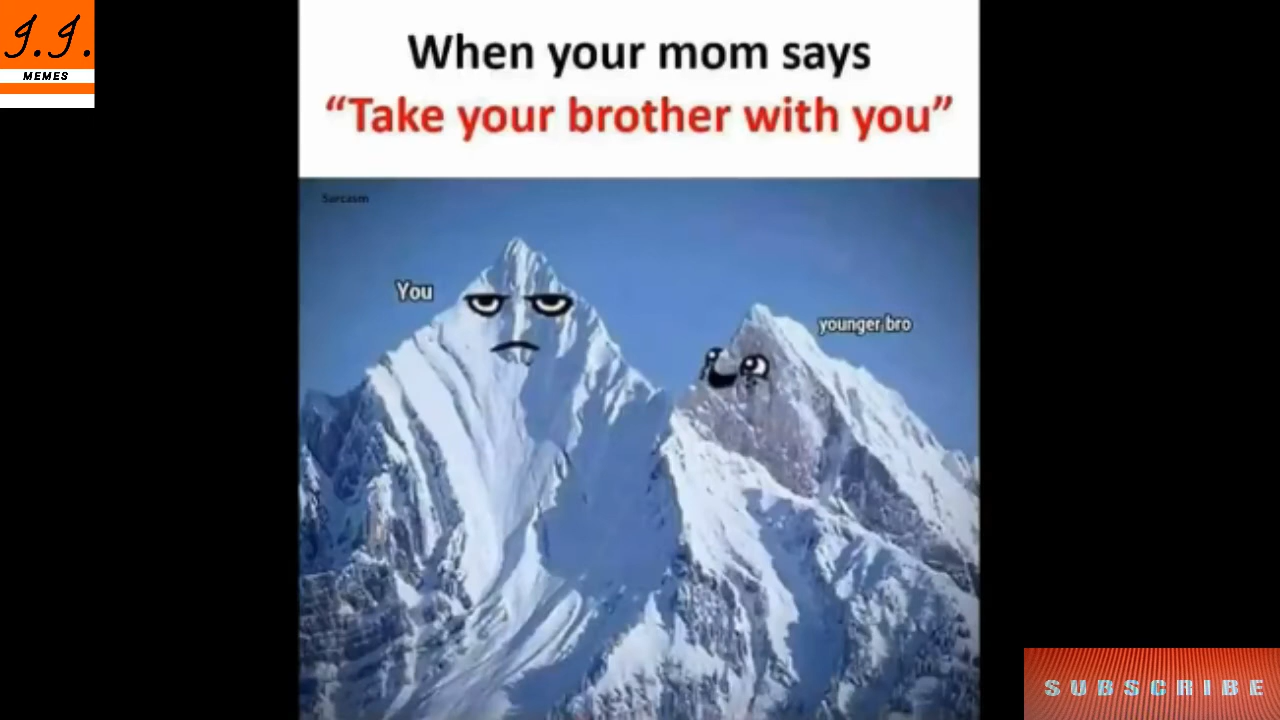 J.J.
MEMES
When your mom says
“Take your brother with you”
Sarcasm
You
younger bro
SUBSCRIBE